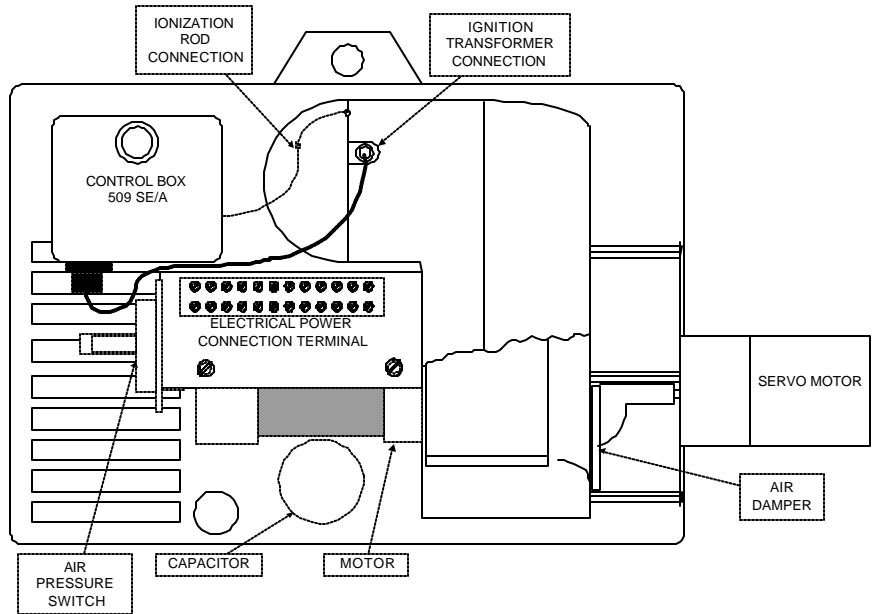 IONIZATION
ROD
CONNECTION
IGNITION
TRANSFORMER
CONNECTION
CONTROL BOX
509 SE/A
ELECTRICAL POWER
CONNECTION TERMINAL
SERVO MOTOR
AIR
DAMPER
AIR
PRESSURE
SWITCH
CAPACITOR
MOTOR